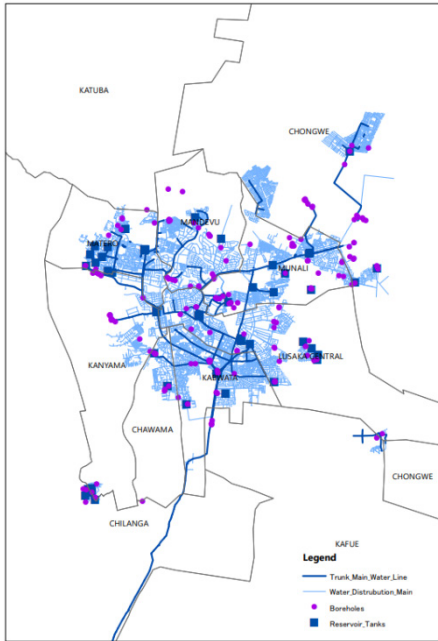 KATUBA
CHONGWE
MANDEVU
MATERO
MUNALI
KANYAMA
LUSAKA CENTRAL
KABWATA
CHAWAMA
CHONGWE
CHILANGA
KAFUE
Legend
Trunk_Main_Water_Line
Water_Distrubution_Main
Boreholes
Reservoir_Tanks